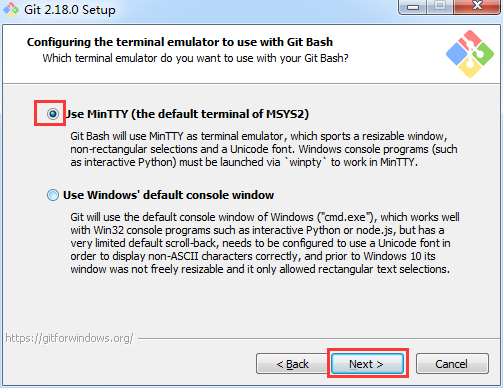 Git 2.18.0 Setup
Configuring the terminal emulator to use with Git Bash
Which terminal emulator do you want to use with your Git Bash?
Use MinTTY (the default terminal of MSYS2)
Git Bash will use MinTTY as terminal emulator, which sports a resizable window,
non-rectangular selections and a Unicode font. Windows console programs (such
as interactive Python) must be launched via `winpty` to work in MinTTY.
Use Windows' default console window
Git will use the default console window of Windows ("cmd.exe"), which works well
with Win32 console programs such as interactive Python or node.js, but has a
very limited default scroll-back, needs to be configured to use a Unicode font in
order to display non-ASCII characters correctly, and prior to Windows 10 its
window was not freely resizable and it only allowed rectangular text selections.
https://gitforwindows.org/
< Back
Next >
Cancel